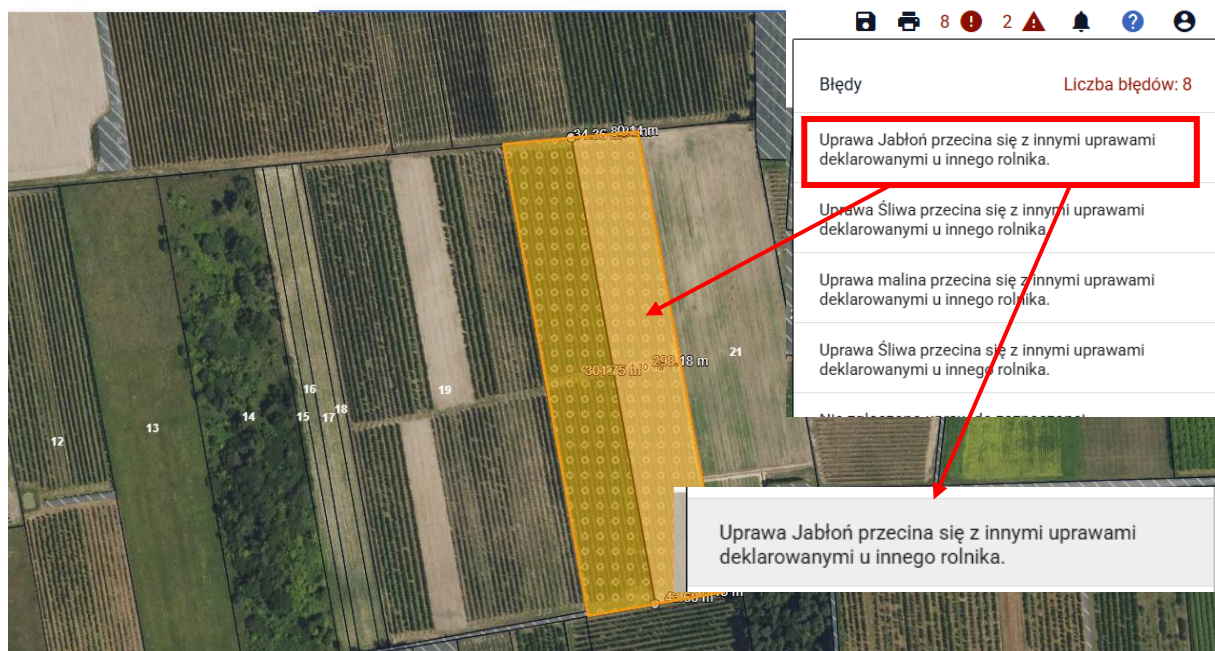 8 2
Błędy Liczba błędów: 8
Uprawa Jabłoń przecina się z innymi uprawami
deklarowanymi u innego rolnika.
Uprawa Śliwa przecina się z innymi uprawami
deklarowanymi u innego rolnika.
Uprawa malina przecina się z innymi uprawami
deklarowanymi u innego rolnika.
Uprawa Śliwa przecina się z innymi uprawami
deklarowanymi u innego rolnika.
298.18 m
301.75 m
21
19
16
18
15
17
14
13
12
Uprawa Jabłoń przecina się z innymi uprawami
deklarowanymi u innego rolnika.